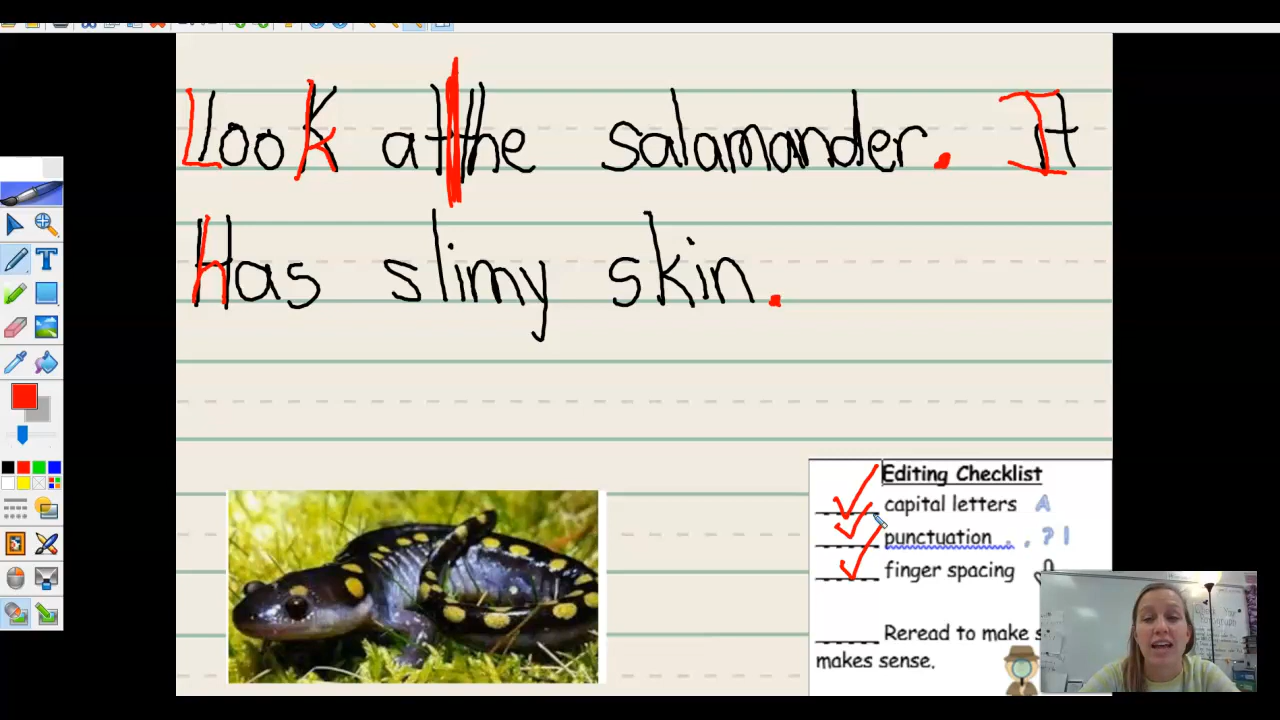 Look at the salamander. It
has slimy skin.
Editing Checklist
capital letters A
punctuation . , ? !
finger spacing
Reread to make s
makes sense.